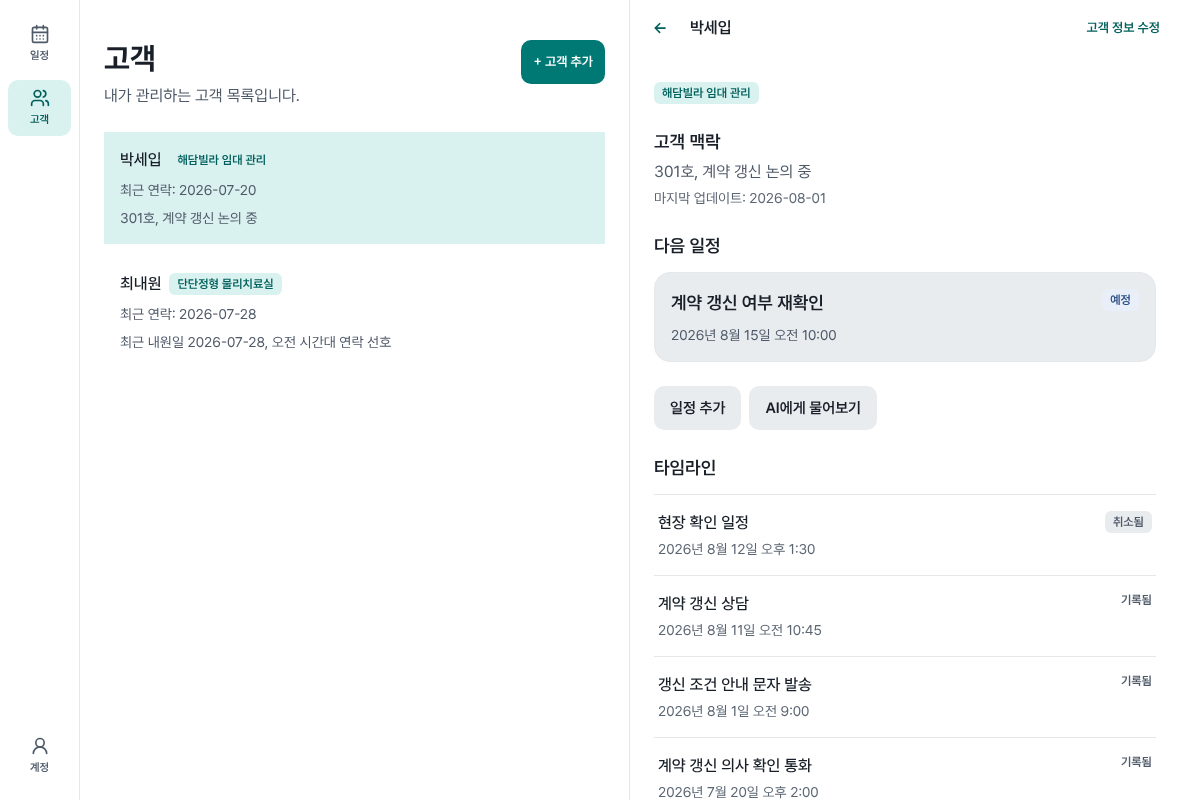 일정
고객
계정
고객
내가 관리하는 고객 목록입니다.
+ 고객 추가
박세입 해담빌라 임대 관리
최근 연락: 2026-07-20
301호, 계약 갱신 논의 중
최내원 단단정형 물리치료실
최근 연락: 2026-07-28
최근 내원일 2026-07-28, 오전 시간대 연락 선호
박세입
고객 정보 수정
해담빌라 임대 관리
고객 맥락
301호, 계약 갱신 논의 중
마지막 업데이트: 2026-08-01
다음 일정
계약 갱신 여부 재확인 예정
2026년 8월 15일 오전 10:00
일정 추가 AI에게 물어보기
타임라인
현장 확인 일정 취소됨
2026년 8월 12일 오후 1:30
계약 갱신 상담 기록됨
2026년 8월 11일 오전 10:45
갱신 조건 안내 문자 발송 기록됨
2026년 8월 1일 오전 9:00
계약 갱신 의사 확인 통화 기록됨
2026년 7월 20일 오후 2:00